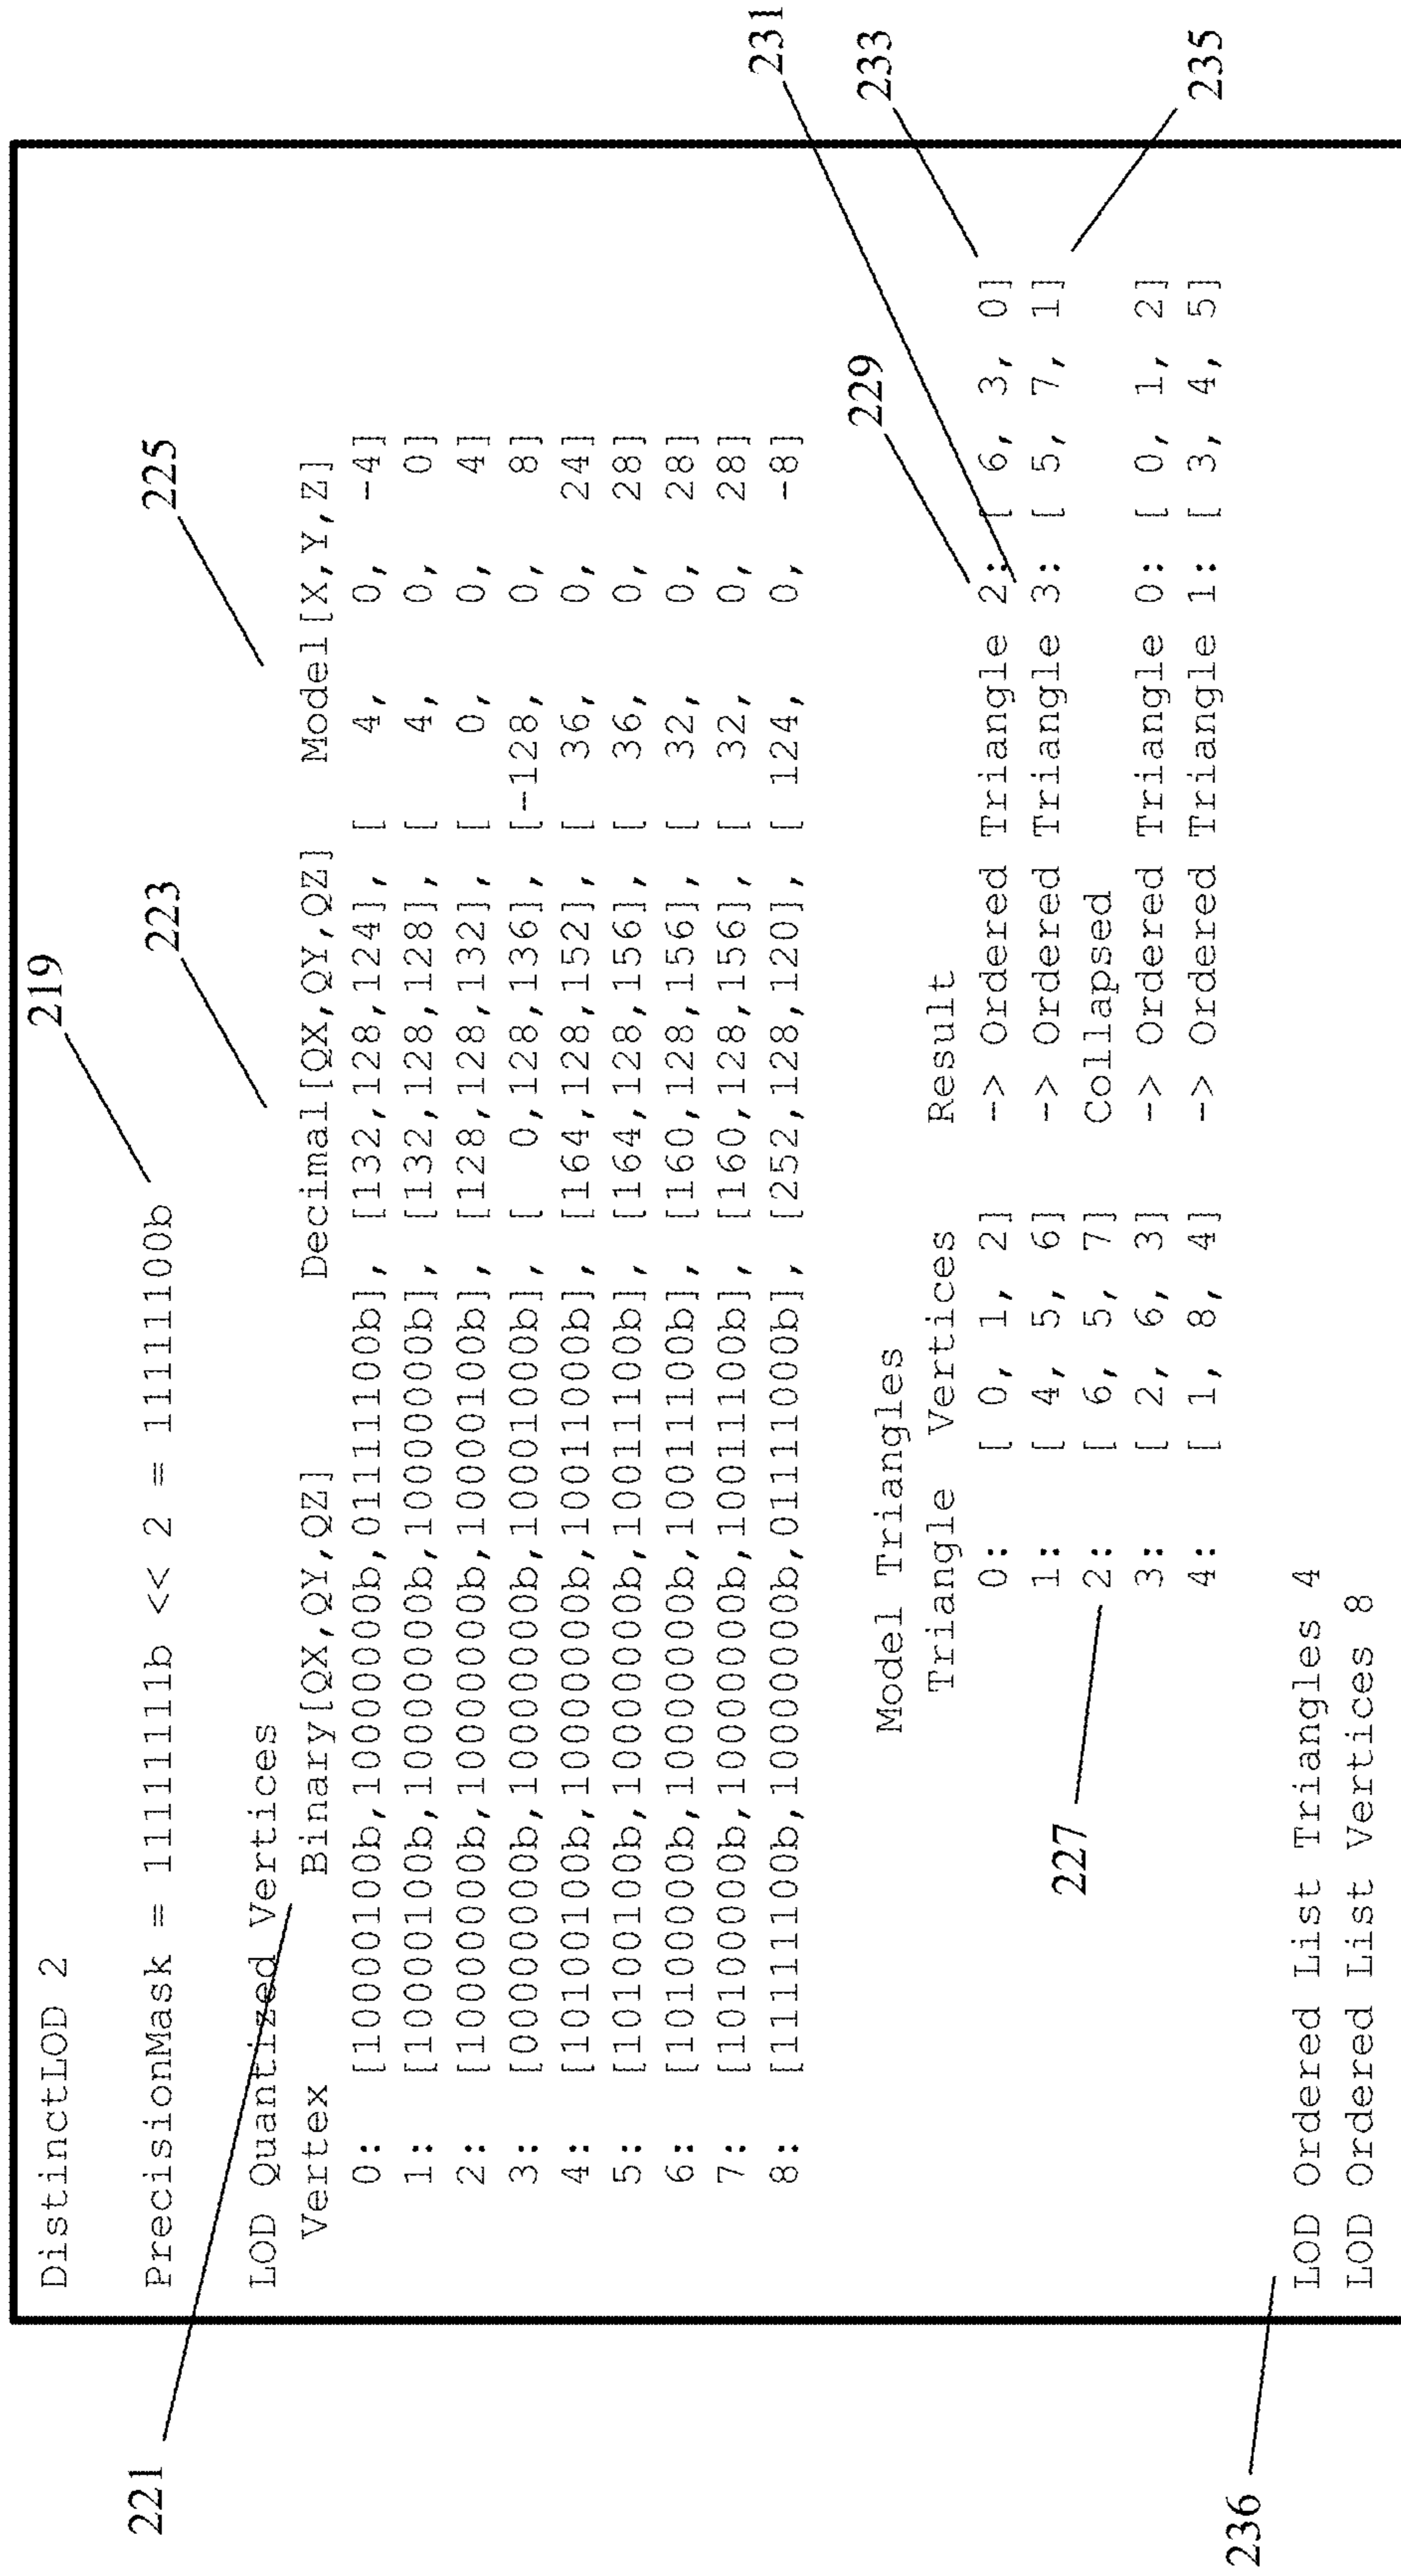 219
DistinctLOD 2
PrecisionMask = 11111111b << 2 = 11111100b
221
223
225
LOD Quantized Vertices
Vertex Binary[QX,QY,QZ] Decimal[QX,QY,QZ] Model[X,Y,Z]
0: [10000100b,10000000b,01111100b], [132,128,124], [ 4, 0, -4]
1: [10000100b,10000000b,10000000b], [132,128,128], [ 4, 0, 0]
2: [10000000b,10000000b,10000100b], [128,128,132], [ 0, 0, 4]
3: [00000000b,10000000b,10001000b], [ 0,128,136], [-128, 0, 8]
4: [10100100b,10000000b,10011000b], [164,128,152], [ 36, 0, 24]
5: [10100100b,10000000b,10011100b], [164,128,156], [ 36, 0, 28]
6: [10100000b,10000000b,10011100b], [160,128,156], [ 32, 0, 28]
7: [10100000b,10000000b,10011100b], [160,128,156], [ 32, 0, 28]
8: [11111100b,10000000b,01111000b], [252,128,120], [ 124, 0, -8]
229
231
233
235
Model Triangles
Triangle Vertices Result
0: [ 0, 1, 2] -> Ordered Triangle 2: [ 6, 3, 0]
1: [ 4, 5, 6] -> Ordered Triangle 3: [ 5, 7, 1]
2: [ 6, 5, 7] Collapsed
3: [ 2, 6, 3] -> Ordered Triangle 0: [ 0, 1, 2]
4: [ 1, 8, 4] -> Ordered Triangle 1: [ 3, 4, 5]
227
236
LOD Ordered List Triangles 4
LOD Ordered List Vertices 8